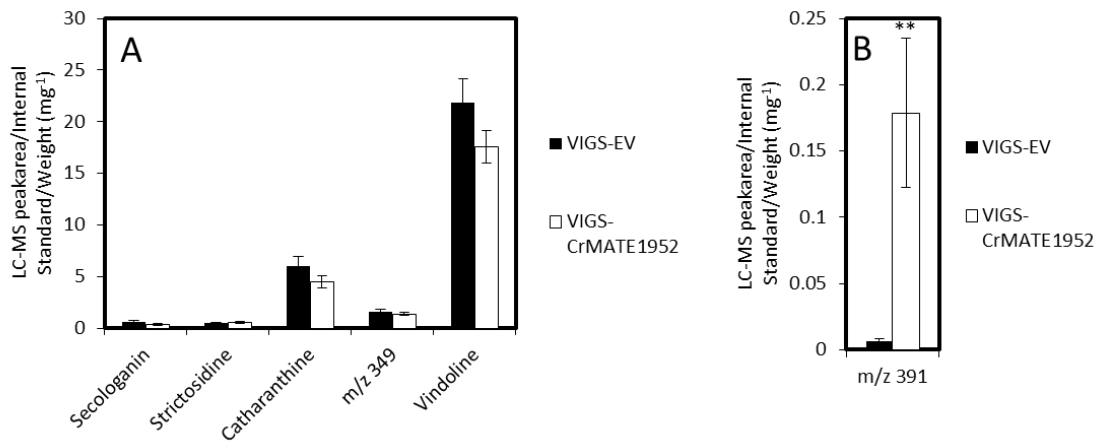 A
LC-MS peakarea/Internal
Standard/Weight (mg-1)
30
25
20
15
10
5
0
Secologanin
Strictosidine
Catharanthine
m/z 349
Vindoline
VIGS-EV
VIGS-
CrMATE1952
B
LC-MS peakarea/Internal
Standard/Weight (mg-1)
0.25
0.2
0.15
0.1
0.05
0
**
m/z 391
VIGS-EV
VIGS-
CrMATE1952